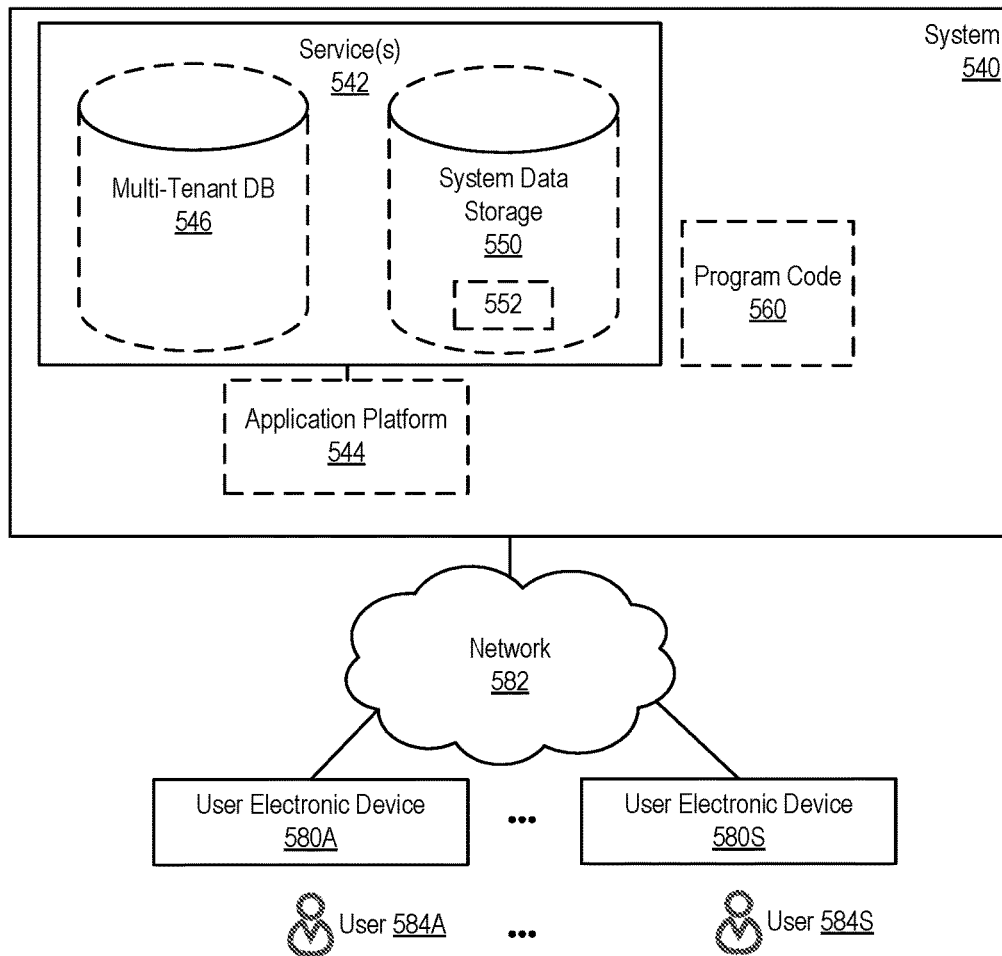 System
540
Service(s)
542
Multi-Tenant DB
546
System Data
Storage
550
552
Program Code
560
Application Platform
544
Network
582
User Electronic Device
580A
...
User Electronic Device
580S
User 584A
...
User 584S